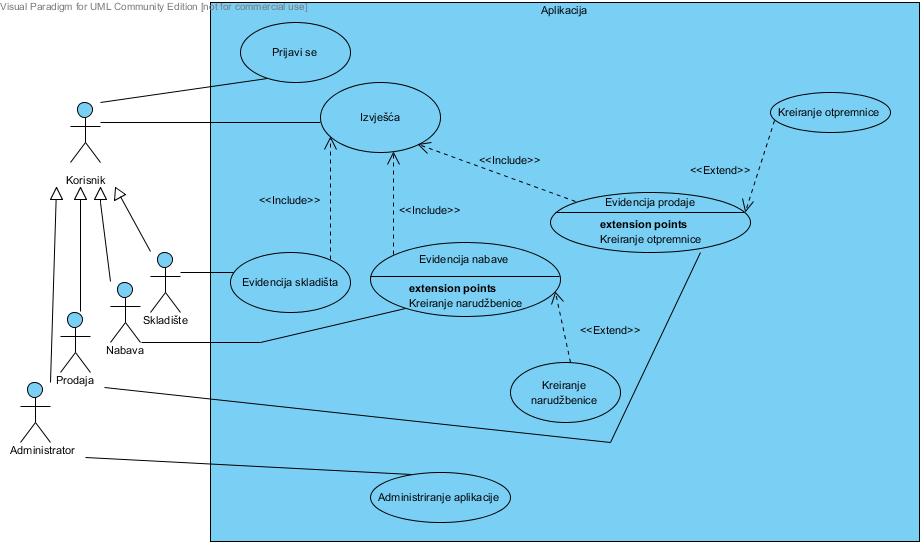 Visual Paradigm for UML Community Edition [not for commercial use]
Aplikacija
Prijavi se
Izvješća
Kreiranje otpremnice
<<Include>>
<<Extend>>
Korisnik
<<Include>>
<<Include>>
Evidencija prodaje
extension points
Kreiranje otpremnice
Evidencija skladišta
Evidencija nabave
extension points
Kreiranje narudžbenice
Skladište
<<Extend>>
Nabava
Prodaja
Kreiranje
narudžbenice
Administrator
Administriranje aplikacije